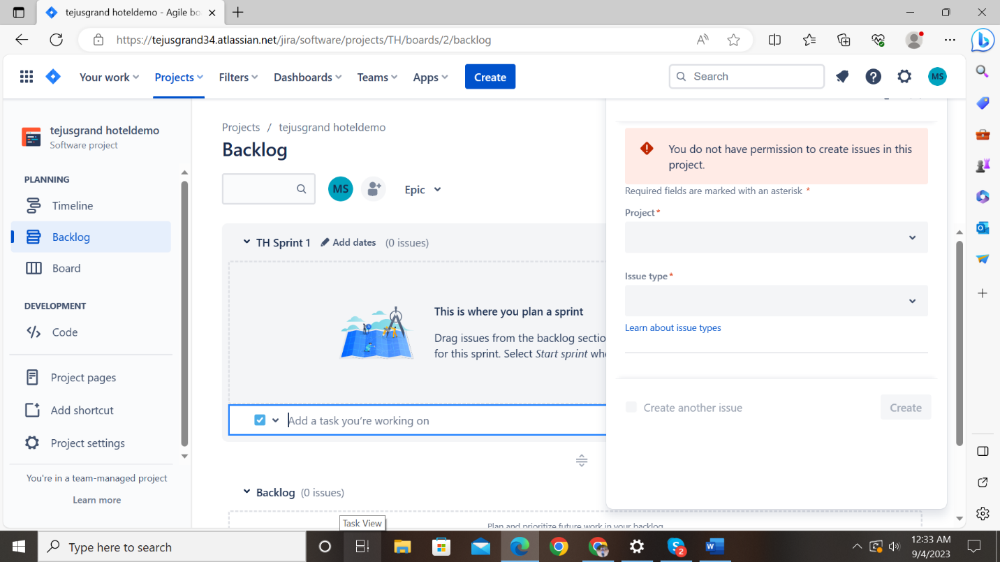 tejusgrand hoteldemo - Agile bo
https://tejusgrand34.atlassian.net/jira/software/projects/TH/boards/2/backlog
Your work Projects Filters Dashboards Teams Apps Create Search MS
tejusgrand hoteldemo
Software project
PLANNING
Timeline
Backlog
Board
DEVELOPMENT
Code
Project pages
Add shortcut
Project settings
You're in a team-managed project
Learn more
Projects / tejusgrand hoteldemo
Backlog
MS Epic
TH Sprint 1 Add dates (0 issues)
This is where you plan a sprint
Drag issues from the backlog sectio
for this sprint. Select Start sprint wh
Add a task you're working on
Backlog (0 issues)
Plan and prioritize future work in your backlog
You do not have permission to create issues in this
project.
Required fields are marked with an asterisk *
Project *
Issue type *
Learn about issue types
Create another issue Create
Task View
Type here to search
2
W
12:33 AM
9/4/2023